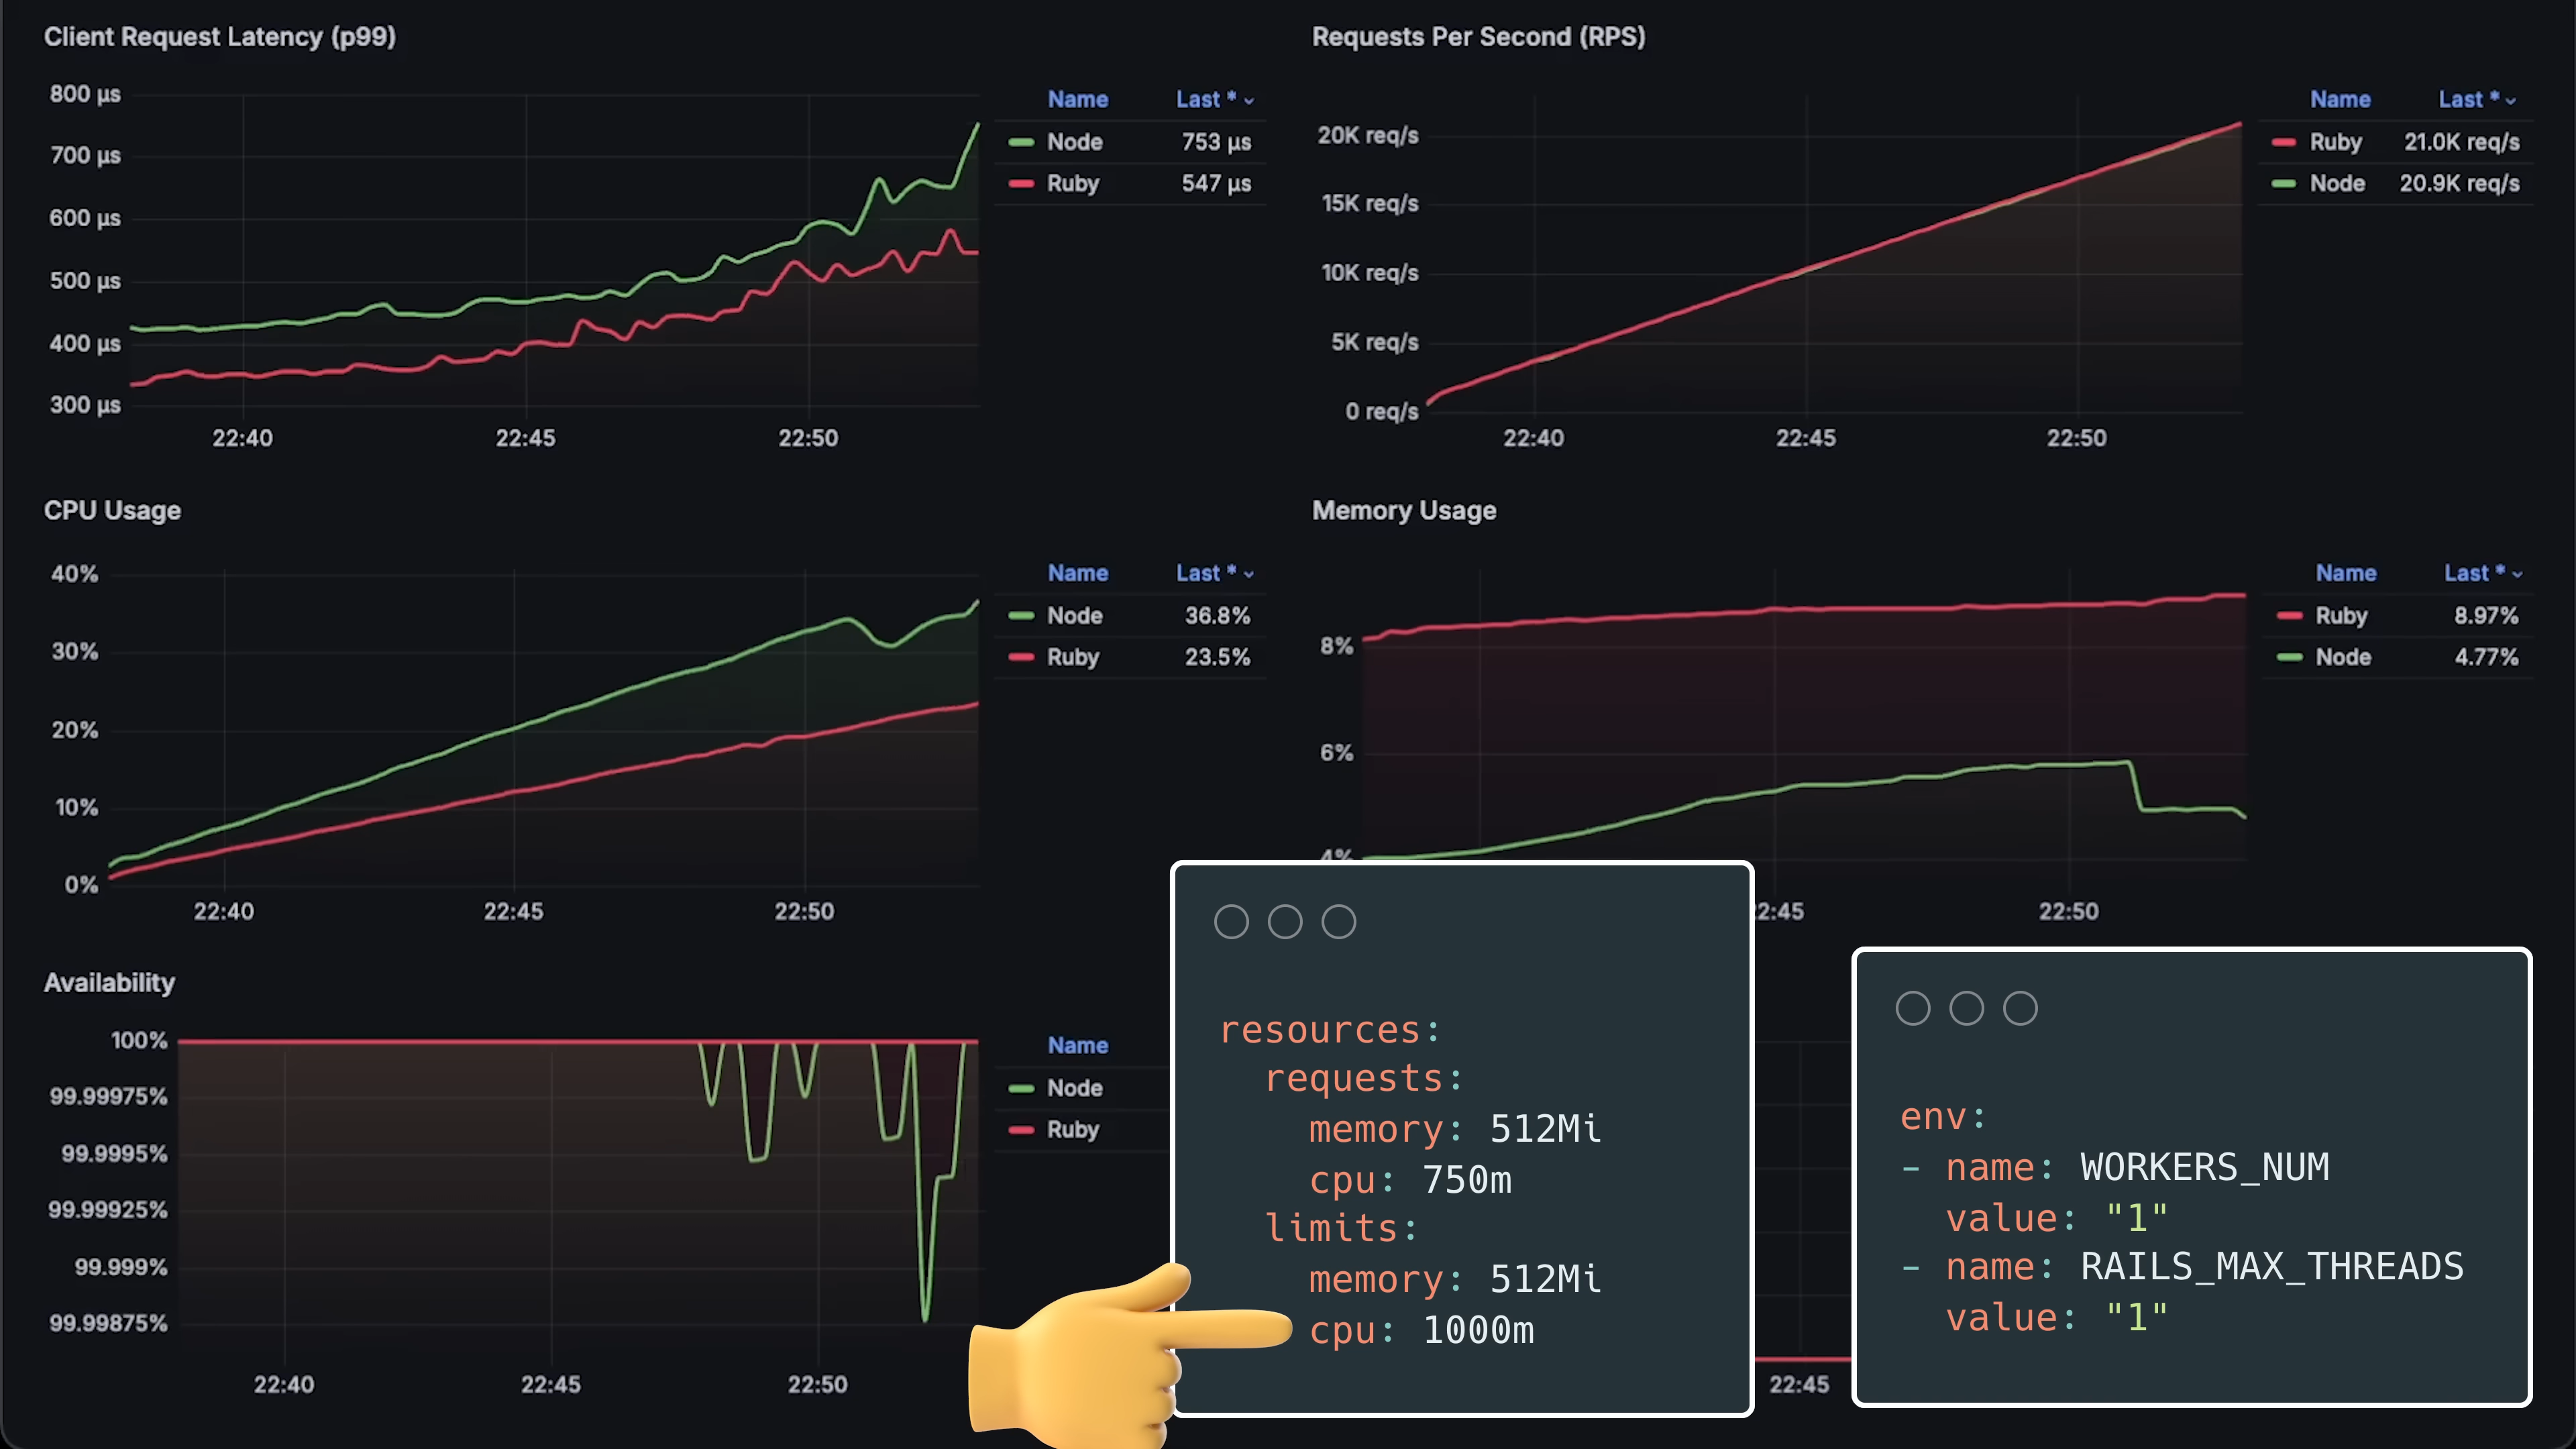 Client Request Latency (p99)
800 µs
700 µs
600 µs
500 µs
400 µs
300 µs
22:40 22:45 22:50
Name Last *
Node 753 µs
Ruby 547 µs
Requests Per Second (RPS)
20K req/s
15K req/s
10K req/s
5K req/s
0 req/s
22:40 22:45 22:50
Name Last *
Ruby 21.0K req/s
Node 20.9K req/s
CPU Usage
40%
30%
20%
10%
0%
22:40 22:45 22:50
Name Last *
Node 36.8%
Ruby 23.5%
Memory Usage
8%
6%
4%
22:45 22:50
Name Last *
Ruby 8.97%
Node 4.77%
Availability
100%
99.99975%
99.9995%
99.99925%
99.999%
99.99875%
22:40 22:45 22:50
Name
Node
Ruby
resources:
requests:
memory: 512Mi
cpu: 750m
limits:
memory: 512Mi
cpu: 1000m
22:45
env:
- name: WORKERS_NUM
value: "1"
- name: RAILS_MAX_THREADS
value: "1"